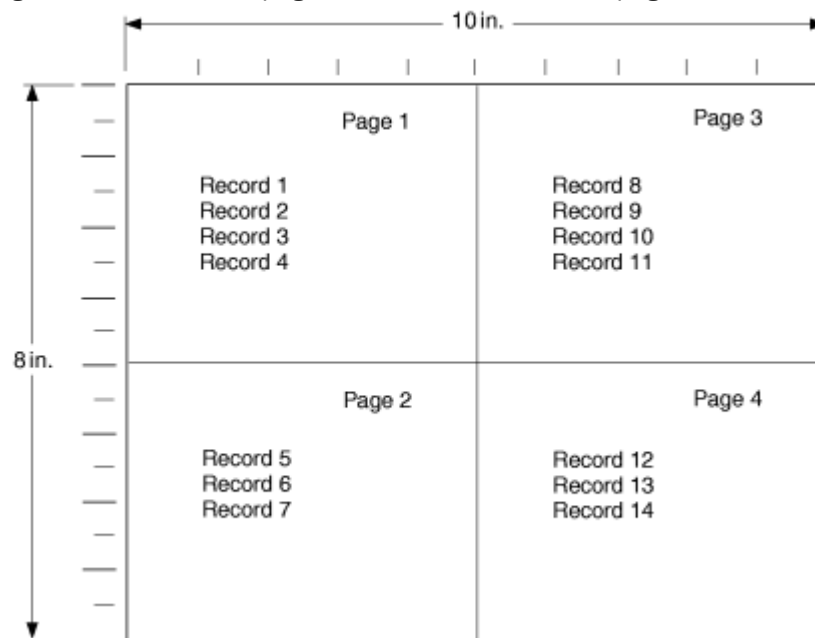 10 in.
Page 1
Record 1
Record 2
Record 3
Record 4
Page 3
Record 8
Record 9
Record 10
Record 11
8 in.
Page 2
Record 5
Record 6
Record 7
Page 4
Record 12
Record 13
Record 14